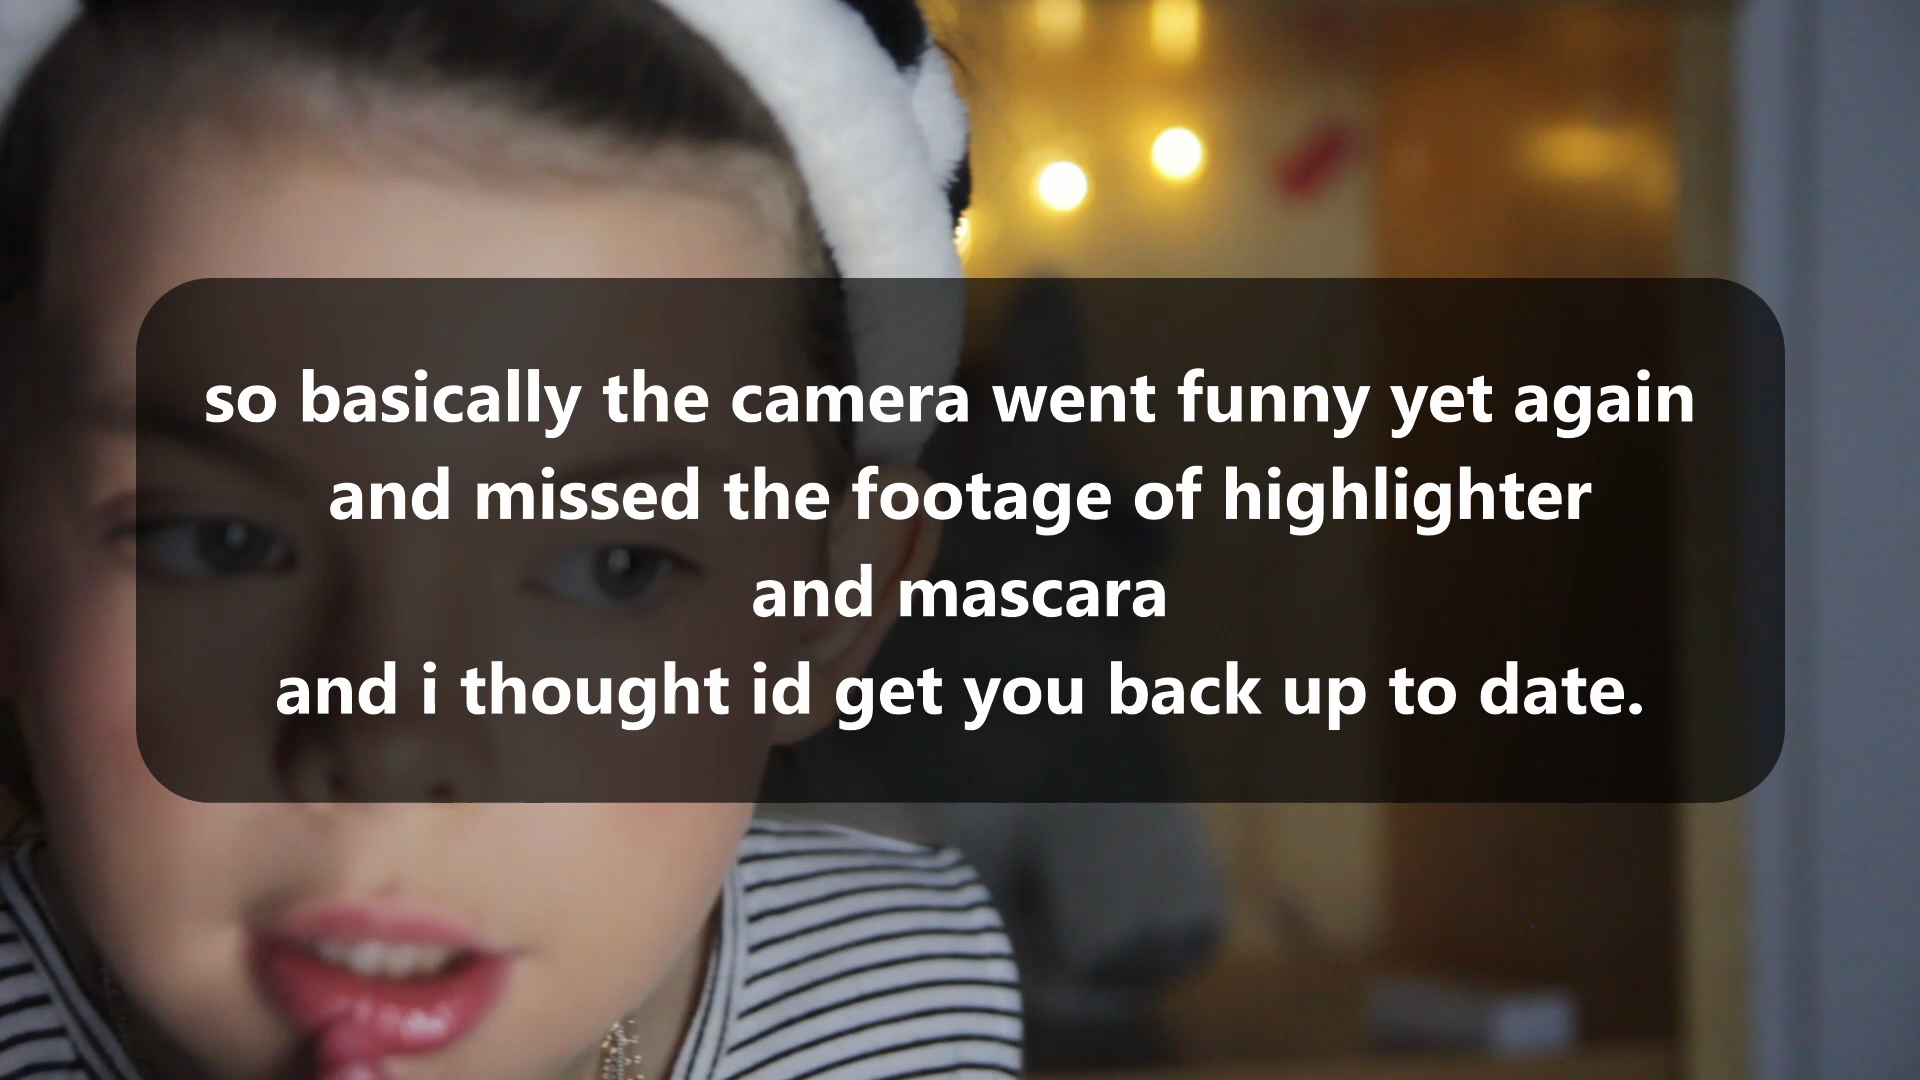 so basically the camera went funny yet again
and missed the footage of highlighter
and mascara
and i thought id get you back up to date.